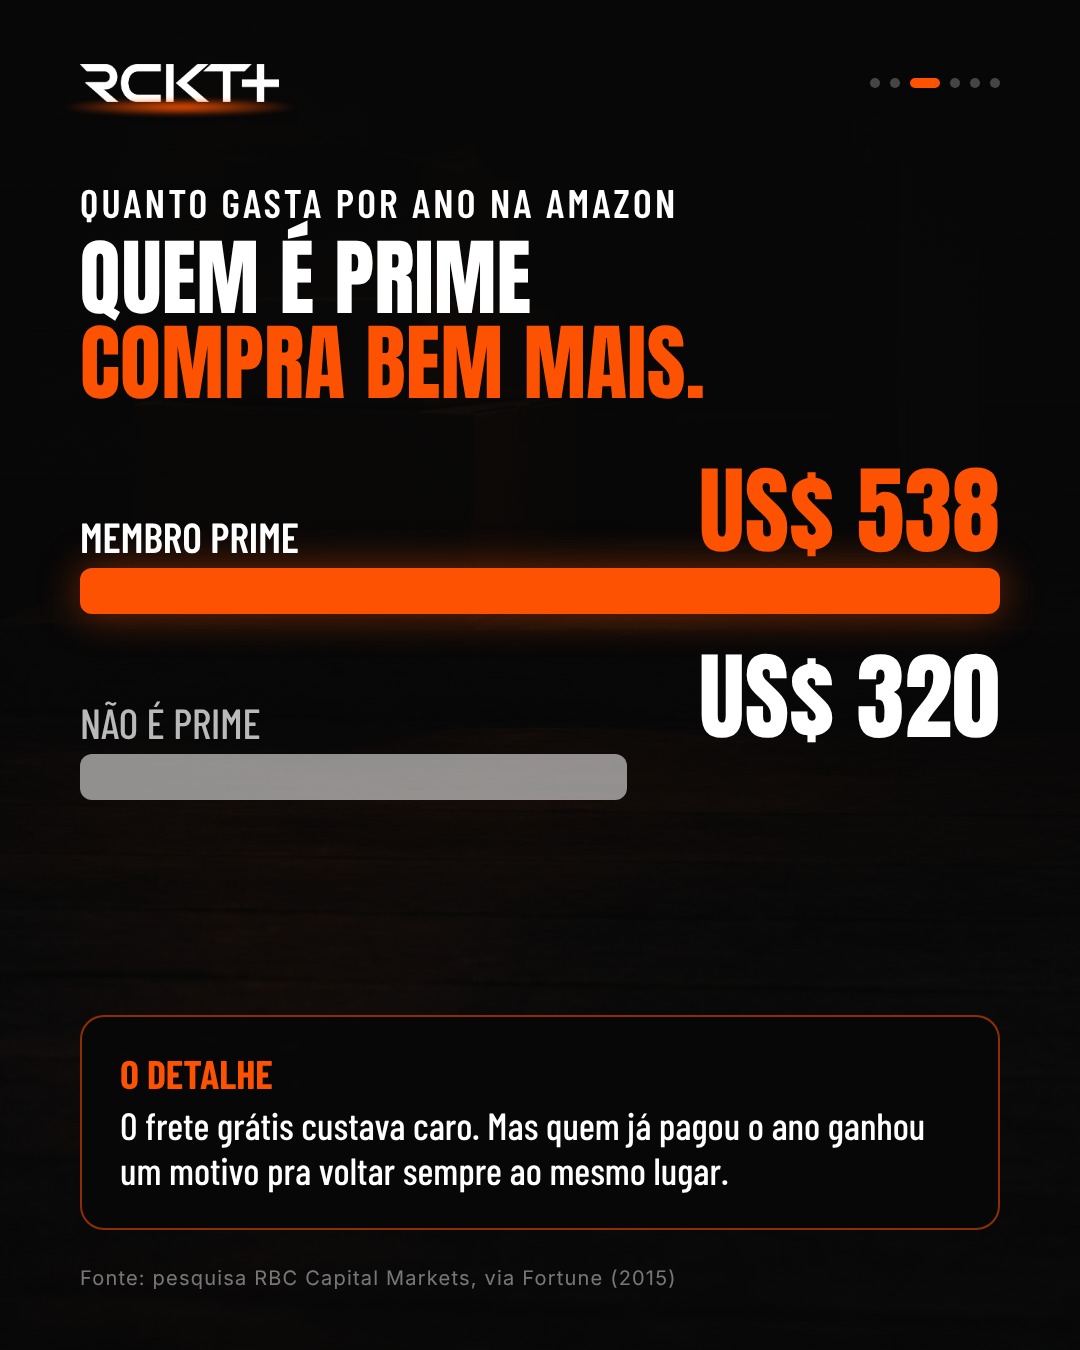 RCKT+
QUANTO GASTA POR ANO NA AMAZON
QUEM É PRIME
COMPRA BEM MAIS.
MEMBRO PRIME
US$ 538
NÃO É PRIME
US$ 320
O DETALHE
O frete grátis custava caro. Mas quem já pagou o ano ganhou
um motivo pra voltar sempre ao mesmo lugar.
Fonte: pesquisa RBC Capital Markets, via Fortune (2015)